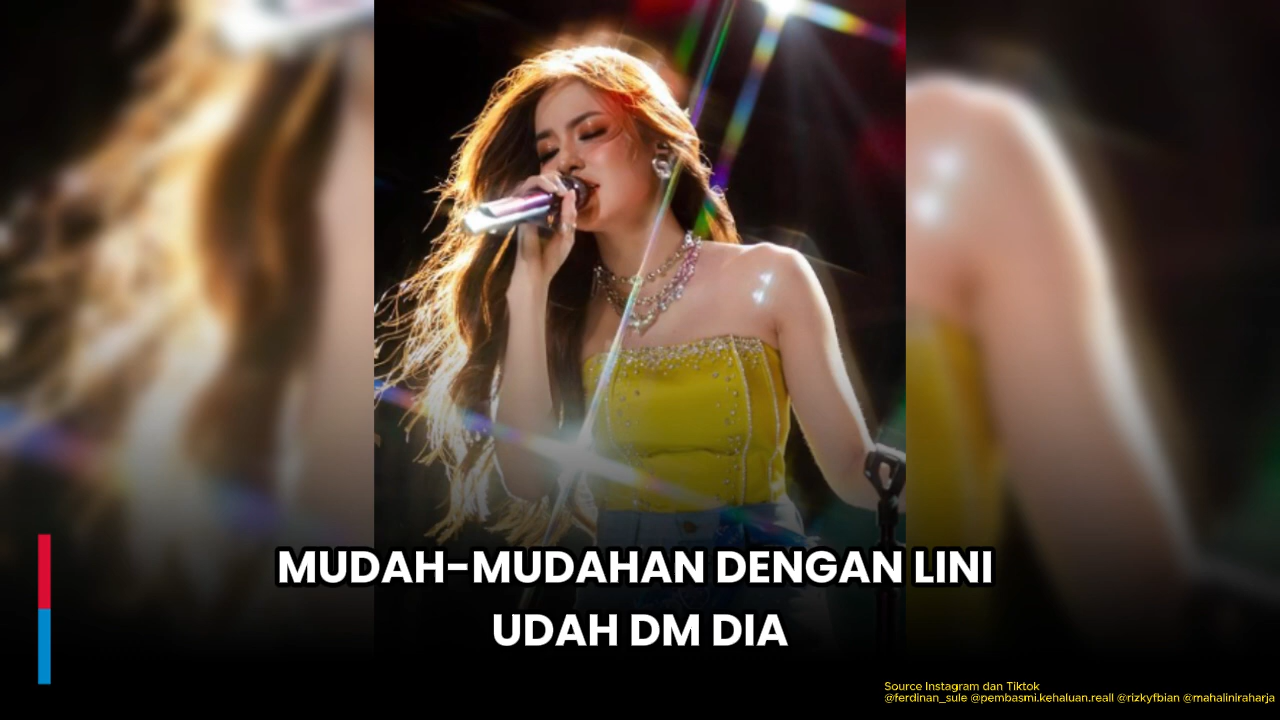 MUDAH-MUDAHAN DENGAN LINI
UDAH DM DIA
Source Instagram dan Tiktok
@ferdinan_sule @pembasmi.kehaluan.reall @rizkyfbian @mahaliniraharja